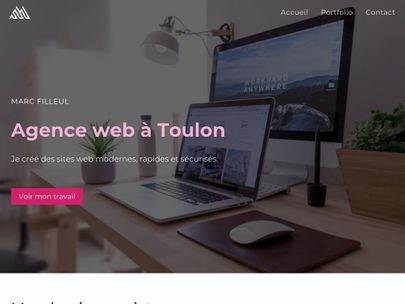 Accueil Portfolio Contact
WORK HARD
ANYWHERE
MARC FILLEUL
Agence web à Toulon
Je créé des sites web modernes, rapides et sécurisés.
Voir mon travail